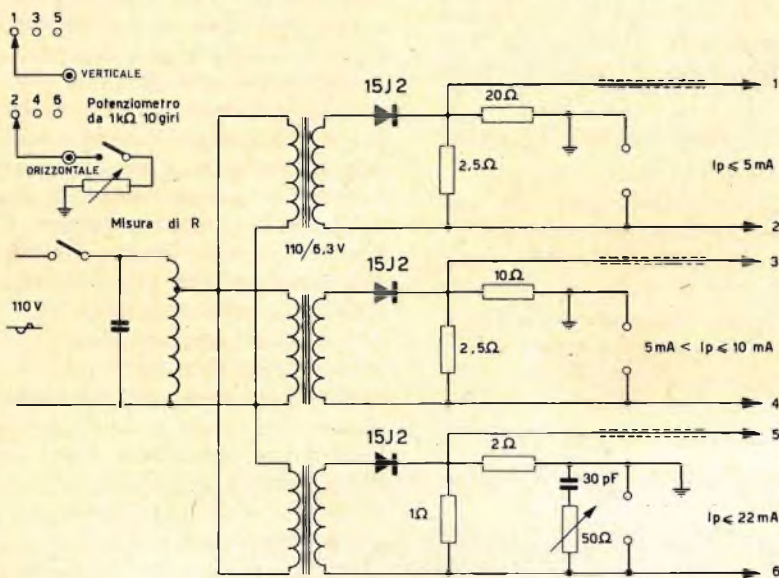 1 3 5
VERTICALE
2 4 6
Potenziometro
da 1kΩ 10 giri
ORIZZONTALE
Misura di R
110 V
110/6,3 V
15J2
20Ω
2,5Ω
Ip ≤ 5 mA
1
2
15J2
10Ω
2,5Ω
5 mA < Ip ≤ 10 mA
3
4
15J2
2Ω
1Ω
30 pF
50Ω
Ip ≤ 22 mA
5
6